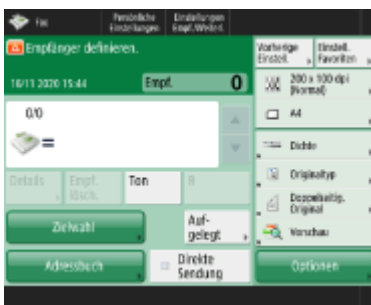 Fax
Persönliche
Einstellungen
Einstellungen
Empf./Weiterl.
Empfänger definieren.
16/11 2020 15:44
Empf.
0
0/0
=
Details
Empf.
lösch.
Ton
R
Zielwahl
Auf-
gelegt
Adressbuch
Direkte
Sendung
Vorherige
Einstell.
Einstell.
Favoriten
200 x 100 dpi
(Normal)
A4
Dichte
Originaltyp
Doppelseitig.
Original
Vorschau
Optionen